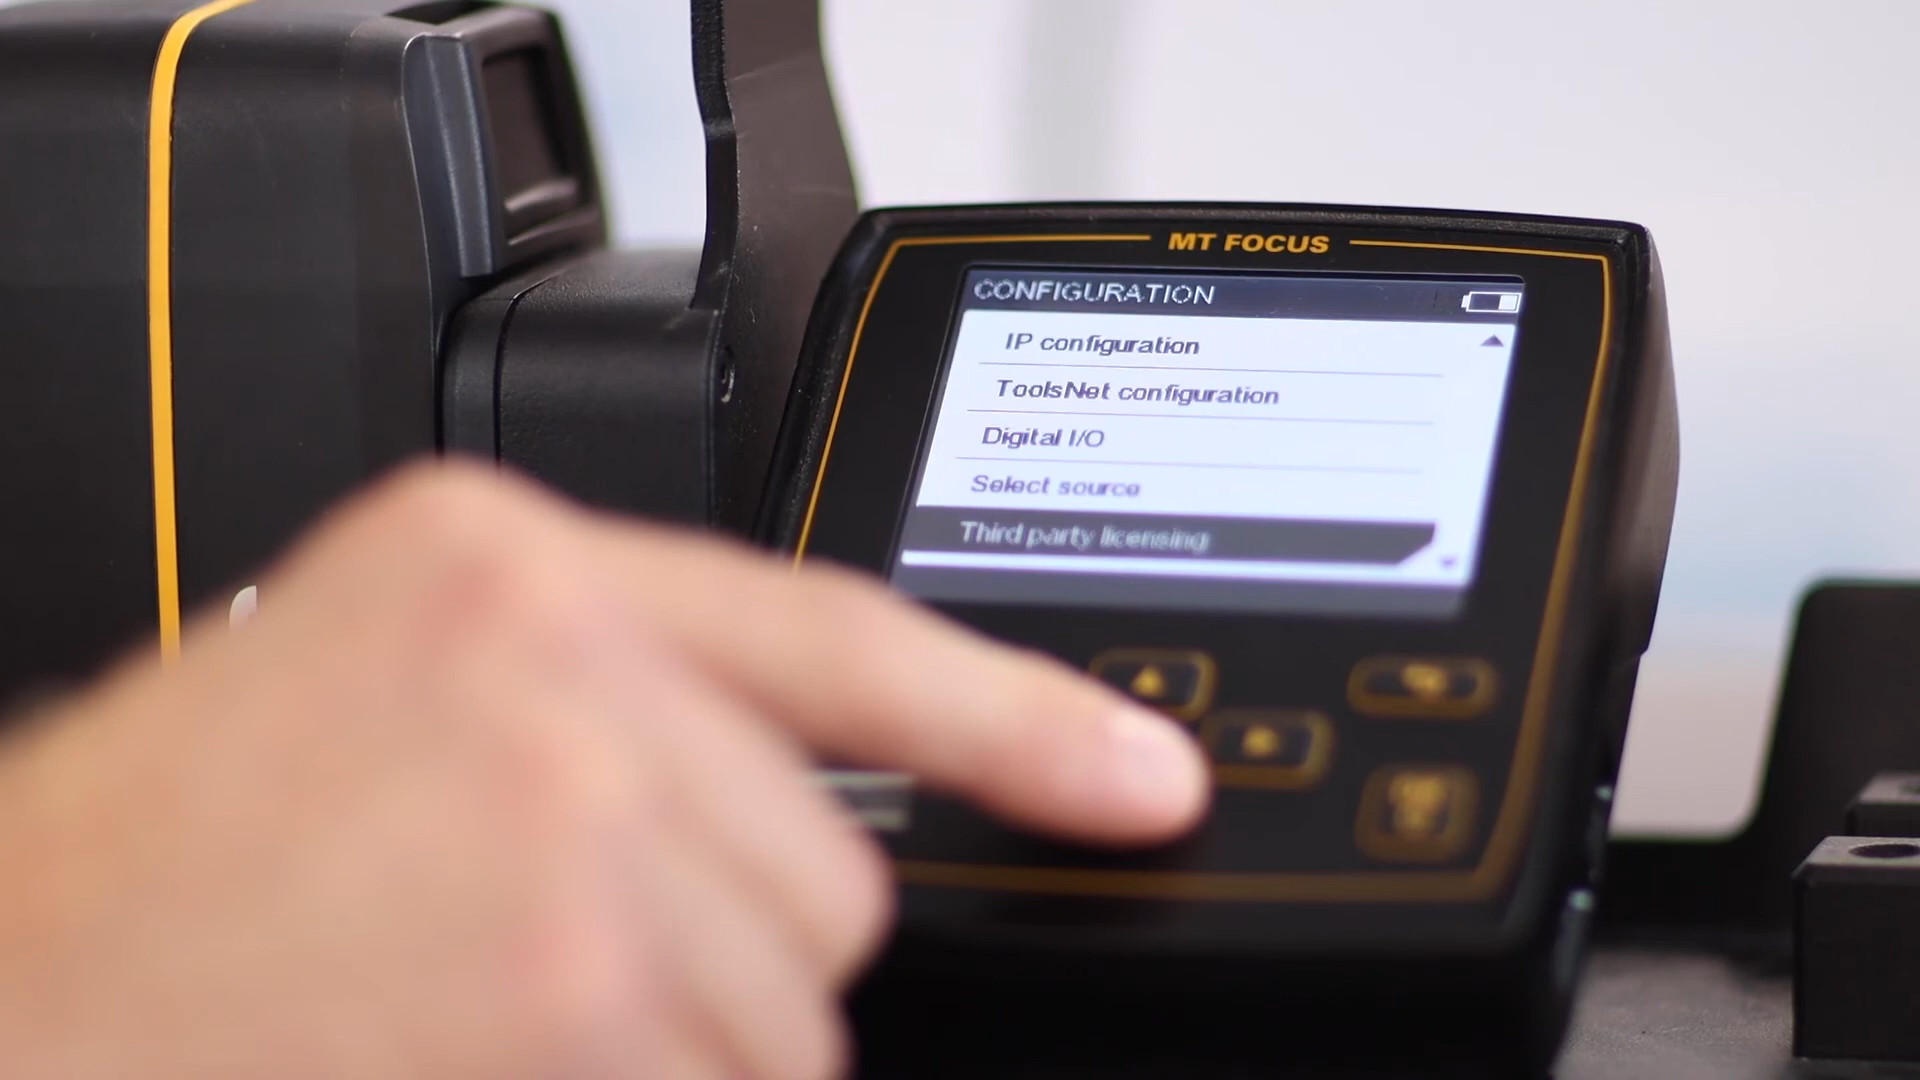 MT FOCUS
CONFIGURATION
IP configuration
ToolsNet configuration
Digital I/O
Select source
Third party licensing